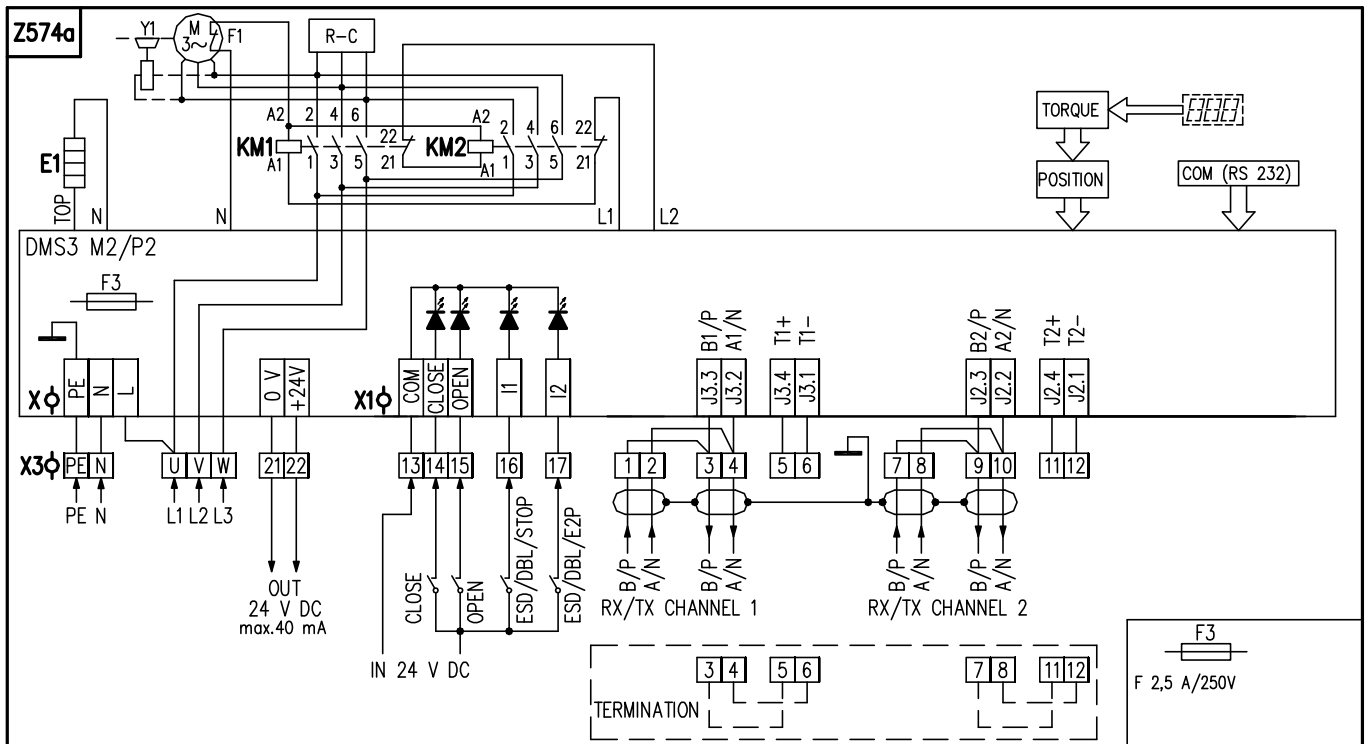 Z574a
Y1
M
3~
F1
R-C
A2 2 4 6
A2 2 4 6 22
KM1
22
KM2
A1 1 3 5 21
A1 1 3 5 21
E1
TOP
N
N
L1
L2
TORQUE
POSITION
COM (RS 232)
DMS3 M2/P2
F3
X
PE
N
L
0 V
+24V
X1
COM
CLOSE
OPEN
I1
I2
B1/P
A1/N
T1+
T1-
J3.3
J3.2
J3.4
J3.1
B2/P
A2/N
T2+
T2-
J2.3
J2.2
J2.4
J2.1
X3
PE N U V W 21 22 13 14 15 16 17 1 2 3 4 5 6 7 8 9 10 11 12
PE N
L1 L2 L3
OUT
24 V DC
max.40 mA
CLOSE
OPEN
ESD/DBL/STOP
ESD/DBL/E2P
IN 24 V DC
B/P
A/N
B/P
A/N
RX/TX CHANNEL 1
B/P
A/N
B/P
A/N
RX/TX CHANNEL 2
TERMINATION
3 4 5 6
7 8 11 12
F3
F 2,5 A/250V